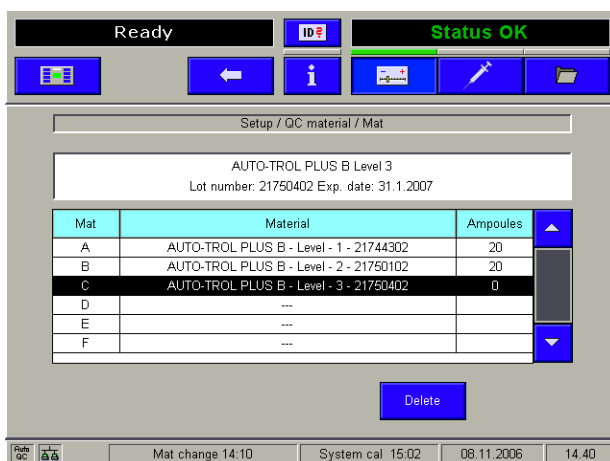 Ready
ID?
Status OK
i
- +
Setup / QC material / Mat
AUTO-TROL PLUS B Level 3
Lot number: 21750402 Exp. date: 31.1.2007
Mat Material Ampoules
A AUTO-TROL PLUS B - Level - 1 - 21744302 20
B AUTO-TROL PLUS B - Level - 2 - 21750102 20
C AUTO-TROL PLUS B - Level - 3 - 21750402 0
D ---
E ---
F ---
Delete
Auto QC Mat change 14:10 System cal 15:02 08.11.2006 14.40